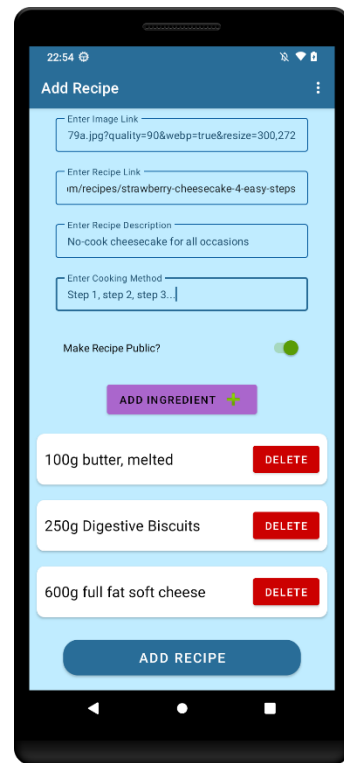 22:54
Add Recipe
Enter Image Link
79a.jpg?quality=90&webp=true&resize=300,272
Enter Recipe Link
om/recipes/strawberry-cheesecake-4-easy-steps
Enter Recipe Description
No-cook cheesecake for all occasions
Enter Cooking Method
Step 1, step 2, step 3...
Make Recipe Public?
ADD INGREDIENT
100g butter, melted
DELETE
250g Digestive Biscuits
DELETE
600g full fat soft cheese
DELETE
ADD RECIPE